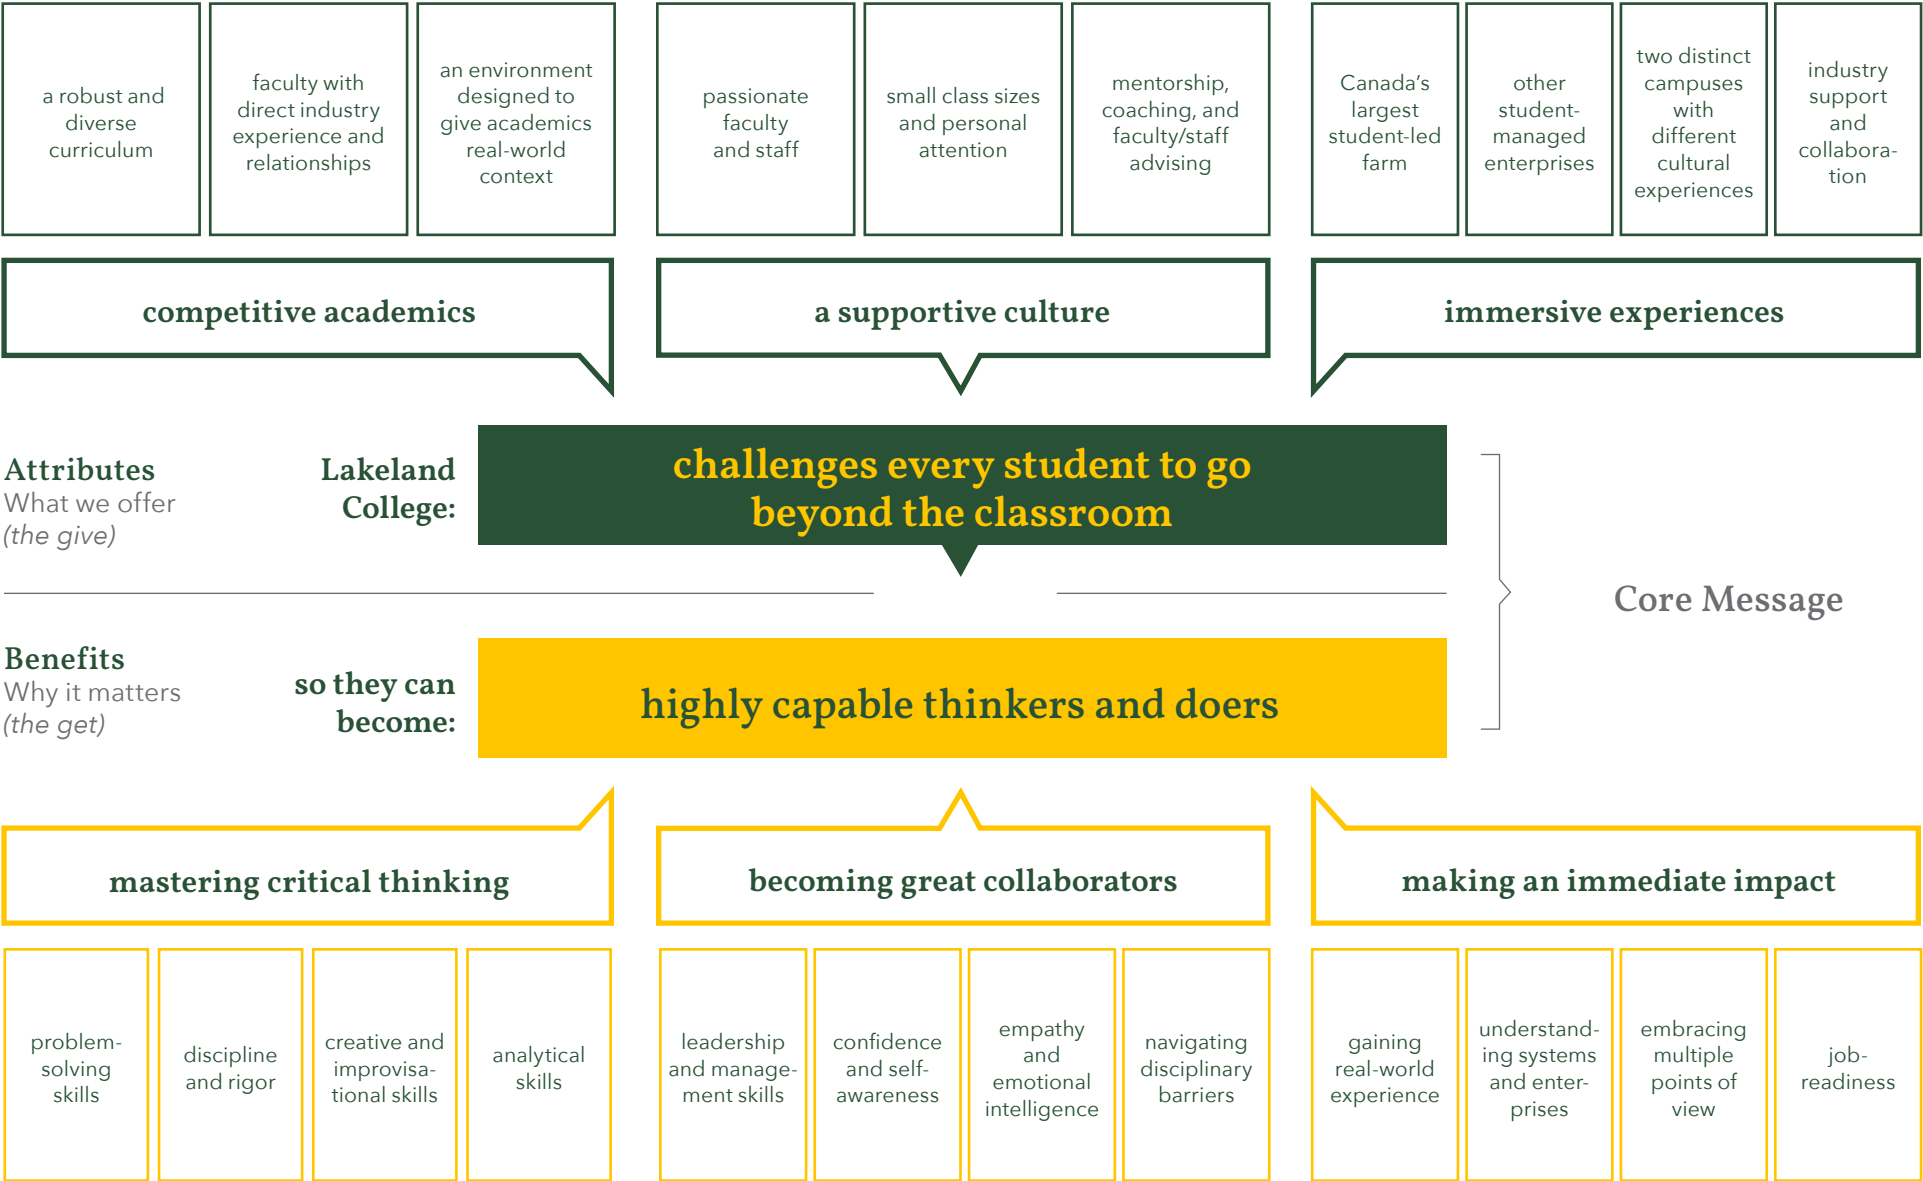 a robust and
diverse
curriculum
faculty with
direct industry
experience and
relationships
an environment
designed to
give academics
real-world
context
passionate
faculty
and staff
small class sizes
and personal
attention
mentorship,
coaching, and
faculty/staff
advising
Canada's
largest
student-led
farm
other
student-
managed
enterprises
two distinct
campuses
with
different
cultural
experiences
industry
support
and
collabora-
tion
competitive academics
a supportive culture
immersive experiences
Attributes
What we offer
(the give)
Lakeland
College:
challenges every student to go
beyond the classroom
Core Message
Benefits
Why it matters
(the get)
so they can
become:
highly capable thinkers and doers
mastering critical thinking
becoming great collaborators
making an immediate impact
problem-
solving
skills
discipline
and rigor
creative and
improvisa-
tional skills
analytical
skills
leadership
and manage-
ment skills
confidence
and self-
awareness
empathy
and
emotional
intelligence
navigating
disciplinary
barriers
gaining
real-world
experience
understand-
ing systems
and enter-
prises
embracing
multiple
points of
view
job-
readiness